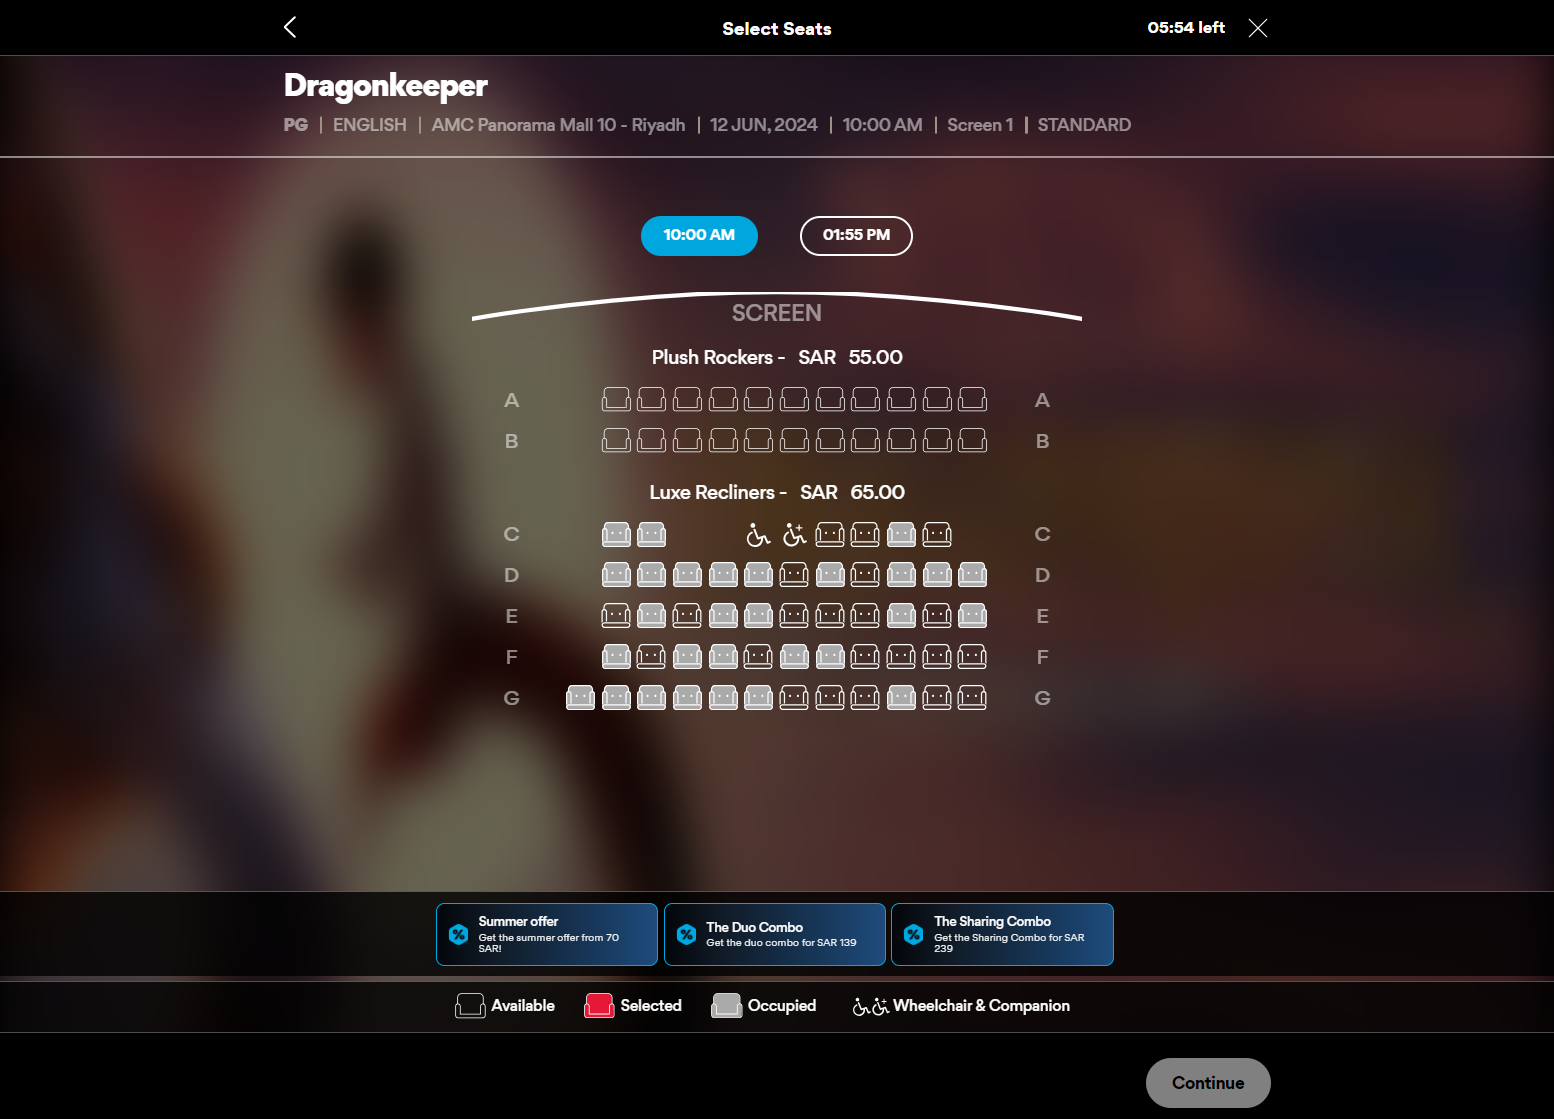 Select Seats
05:54 left
Dragonkeeper
PG | ENGLISH | AMC Panorama Mall 10 - Riyadh | 12 JUN, 2024 | 10:00 AM | Screen 1 | STANDARD
10:00 AM
01:55 PM
SCREEN
Plush Rockers - SAR 55.00
A A
B B
Luxe Recliners - SAR 65.00
C C
D D
E E
F F
G G
Summer offer
Get the summer offer from 70
SAR!
The Duo Combo
Get the duo combo for SAR 139
The Sharing Combo
Get the Sharing Combo for SAR
239
Available
Selected
Occupied
Wheelchair & Companion
Continue